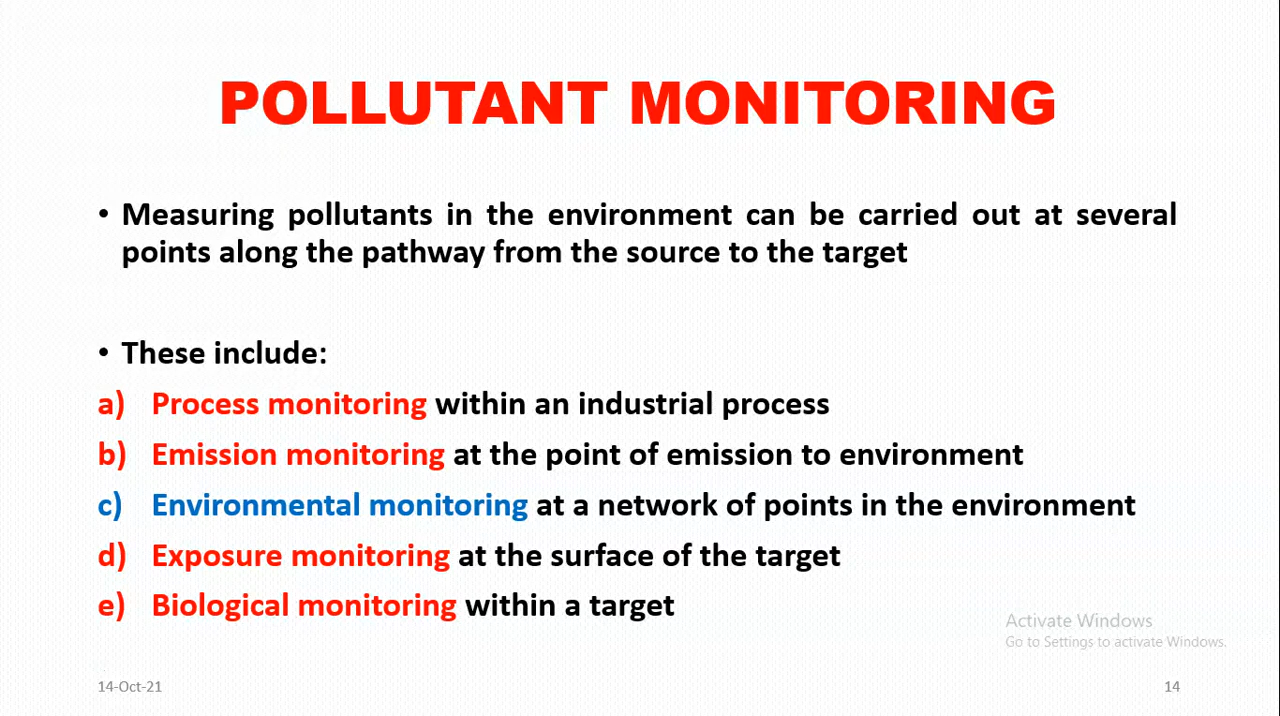 POLLUTANT MONITORING
• Measuring pollutants in the environment can be carried out at several
points along the pathway from the source to the target
• These include:
a) Process monitoring within an industrial process
b) Emission monitoring at the point of emission to environment
c) Environmental monitoring at a network of points in the environment
d) Exposure monitoring at the surface of the target
e) Biological monitoring within a target
Activate Windows
Go to Settings to activate Windows.
14-Oct-21
14